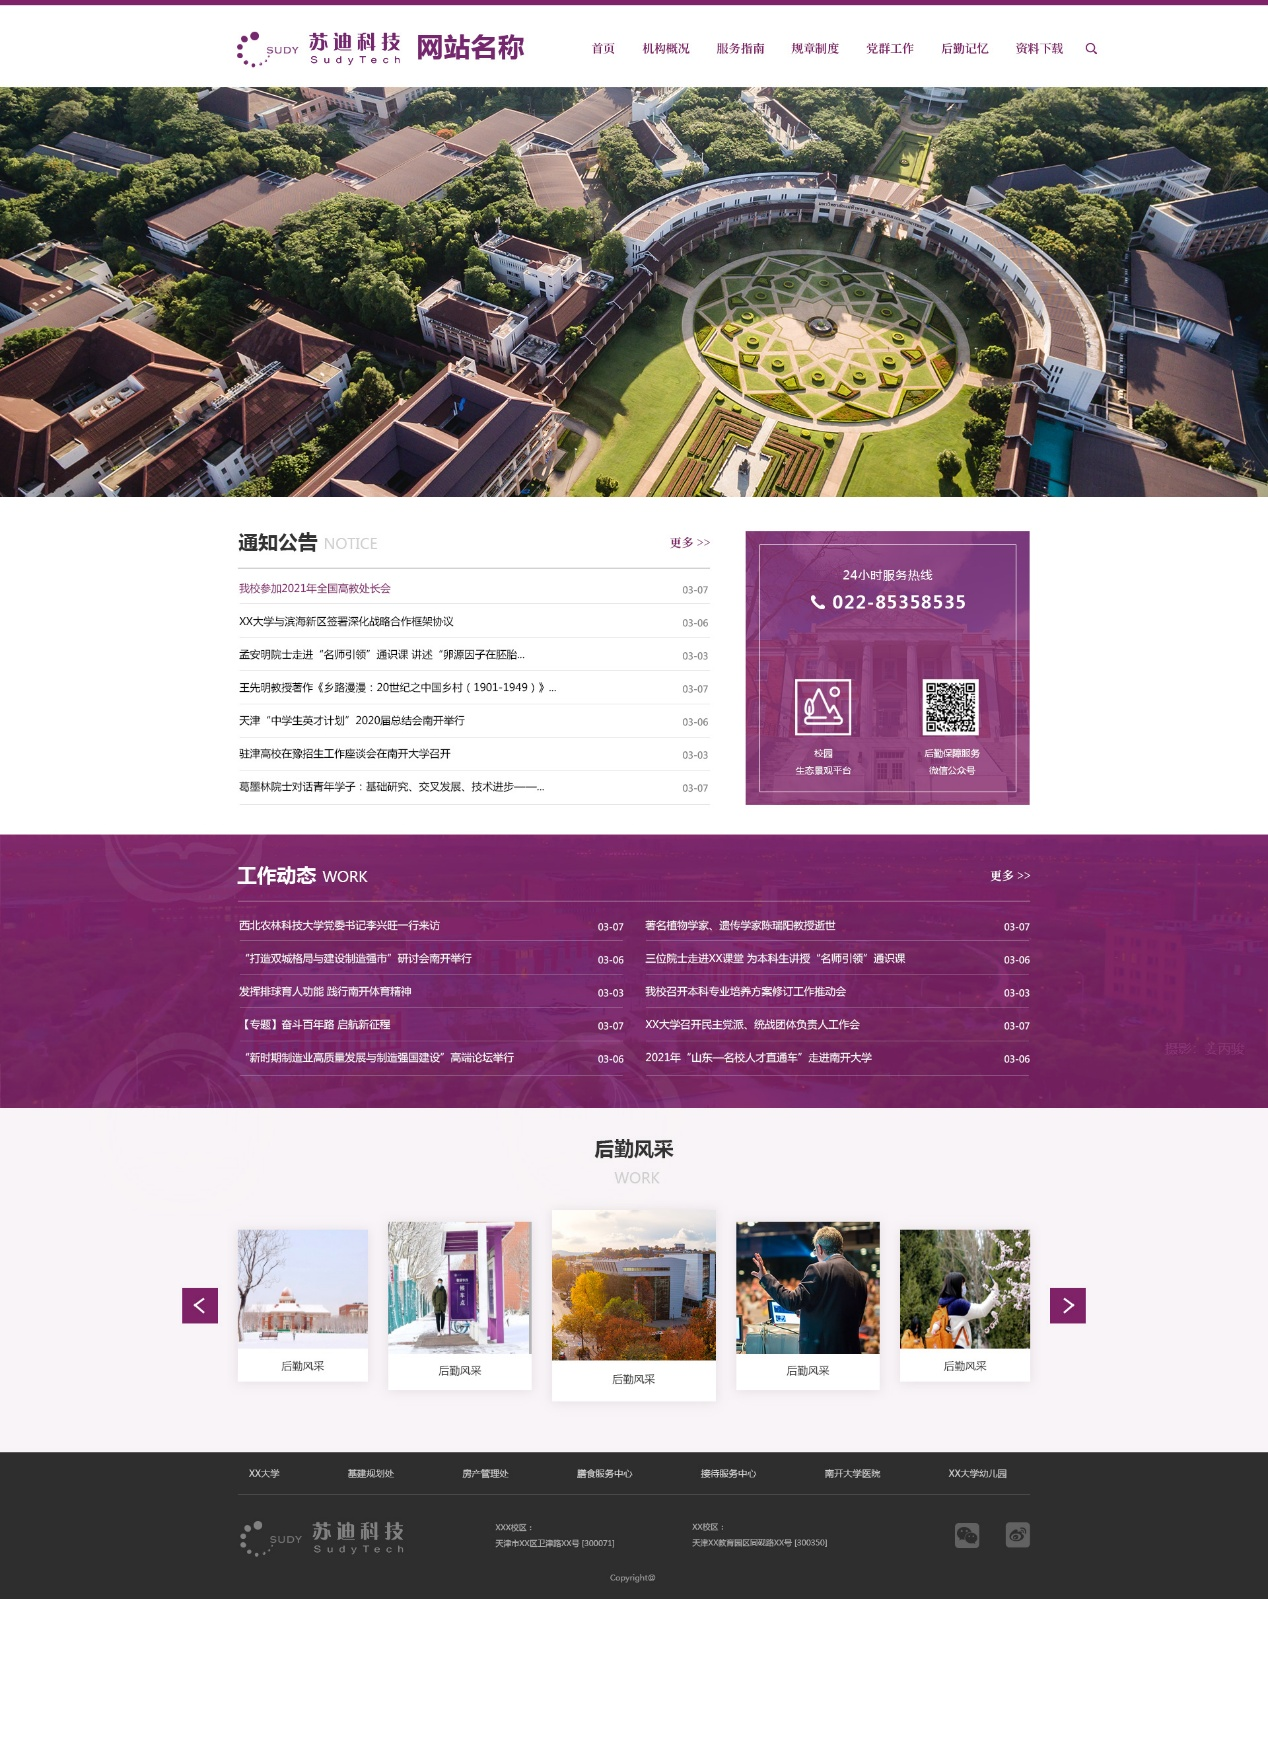 SUDY 苏迪科技 SudyTech 网站名称
首页 机构概况 服务指南 规章制度 党群工作 后勤记忆 资料下载
通知公告 NOTICE 更多 >>
我校参加2021年全国高教处长会 03-07
XX大学与滨海新区签署深化战略合作框架协议 03-06
孟安明院士走进“名师引领”通识课 讲述“卵源因子在胚胎... 03-03
王先明教授著作《乡路漫漫：20世纪之中国乡村（1901-1949）》... 03-07
天津“中学生英才计划”2020届总结会南开举行 03-06
驻津高校在豫招生工作座谈会在南开大学召开 03-03
葛墨林院士对话青年学子：基础研究、交叉发展、技术进步——... 03-07
24小时服务热线
022-85358535
校园
生态景观平台
后勤保障服务
微信公众号
工作动态 WORK 更多 >>
西北农林科技大学党委书记李兴旺一行来访 03-07
“打造双城格局与建设制造强市”研讨会南开举行 03-06
发挥排球育人功能 践行南开体育精神 03-03
【专题】奋斗百年路 启航新征程 03-07
“新时期制造业高质量发展与制造强国建设”高端论坛举行 03-06
著名植物学家、遗传学家陈瑞阳教授逝世 03-07
三位院士走进XX课堂 为本科生讲授“名师引领”通识课 03-06
我校召开本科专业培养方案修订工作推动会 03-03
XX大学召开民主党派、统战团体负责人工作会 03-07
2021年“山东—名校人才直通车”走进南开大学 03-06
后勤风采
WORK
后勤风采
后勤风采
后勤风采
后勤风采
后勤风采
XX大学 基建规划处 房产管理处 膳食服务中心 接待服务中心 南开大学医院 XX大学幼儿园
SUDY 苏迪科技 SudyTech
XXX校区：
天津市XX区卫津路XX号 [300071]
XX校区：
天津XX教育园区同砚路XX号 [300350]
Copyright@